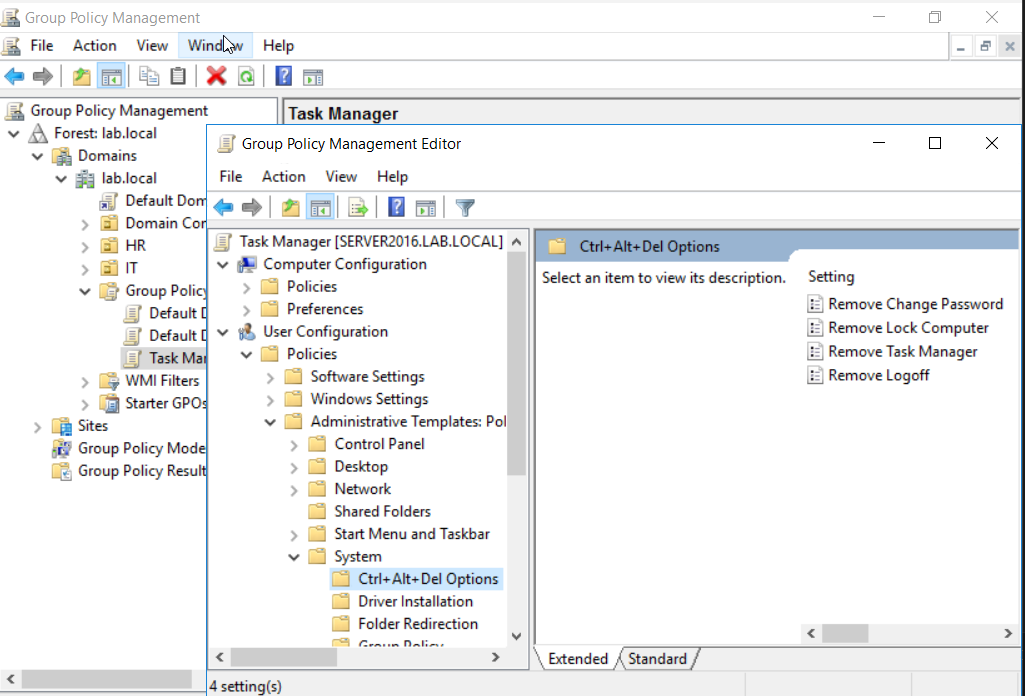 Group Policy Management
File Action View Window Help
Group Policy Management
Forest: lab.local
Domains
lab.local
Default Dom
Domain Cor
HR
IT
Group Policy
Default D
Default D
Task Mar
WMI Filters
Starter GPOs
Sites
Group Policy Mode
Group Policy Result
Task Manager
Group Policy Management Editor
File Action View Help
Task Manager [SERVER2016.LAB.LOCAL]
Computer Configuration
Policies
Preferences
User Configuration
Policies
Software Settings
Windows Settings
Administrative Templates: Pol
Control Panel
Desktop
Network
Shared Folders
Start Menu and Taskbar
System
Ctrl+Alt+Del Options
Driver Installation
Folder Redirection
Group Policy
Ctrl+Alt+Del Options
Select an item to view its description.
Setting
Remove Change Password
Remove Lock Computer
Remove Task Manager
Remove Logoff
Extended Standard
4 setting(s)